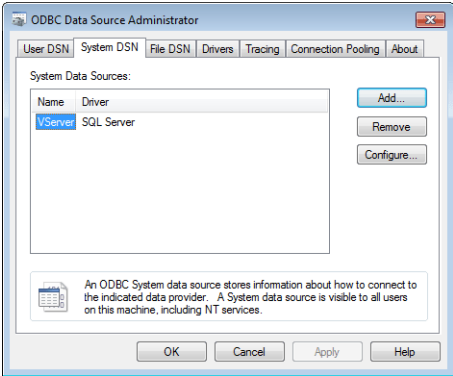 ODBC Data Source Administrator
User DSN System DSN File DSN Drivers Tracing Connection Pooling About
System Data Sources:
Name Driver
VServer SQL Server
Add...
Remove
Configure...
An ODBC System data source stores information about how to connect to
the indicated data provider. A System data source is visible to all users
on this machine, including NT services.
OK Cancel Apply Help